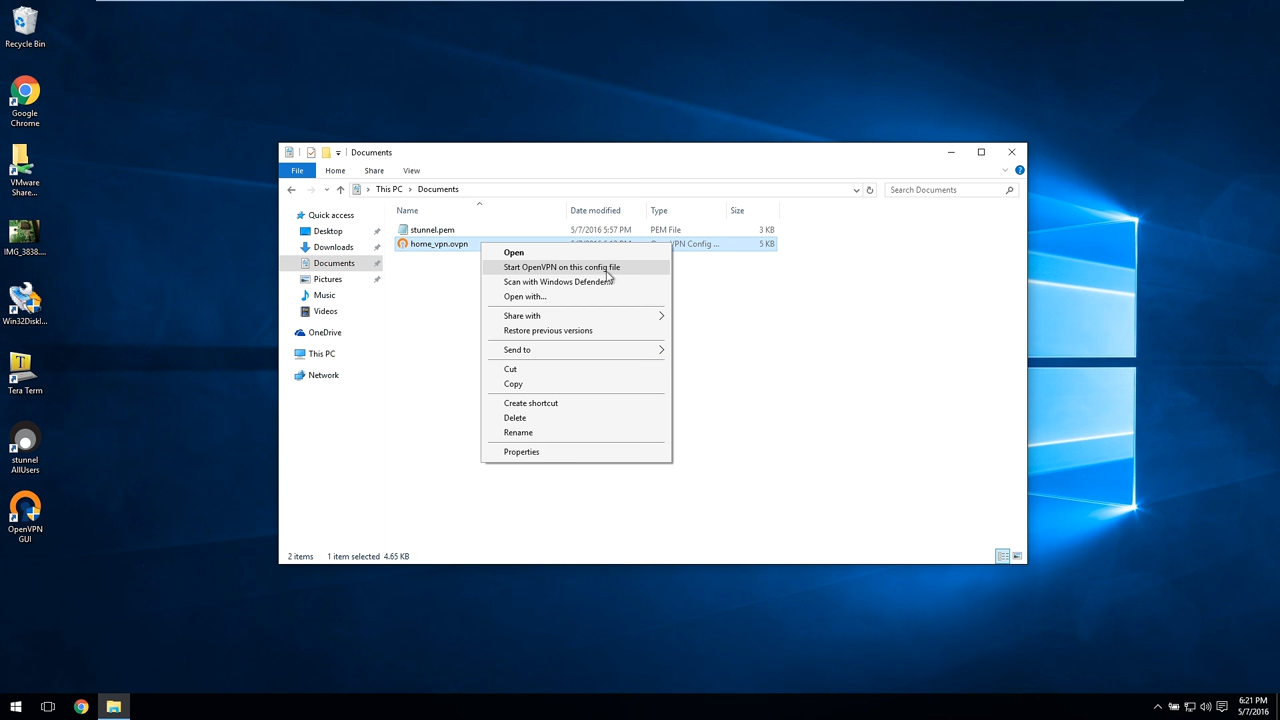 Recycle Bin
Google
Chrome
VMware
Share...
IMG_3838....
Win32DiskI...
Tera Term
stunnel
AllUsers
OpenVPN
GUI
Documents
File Home Share View
This PC Documents
Search Documents
Quick access
Desktop
Downloads
Documents
Pictures
Music
Videos
OneDrive
This PC
Network
Name Date modified Type Size
stunnel.pem 5/7/2016 5:57 PM PEM File 3 KB
home_vpn.ovpn 5 KB
Open
Start OpenVPN on this config file
Scan with Windows Defender...
Open with...
Share with
Restore previous versions
Send to
Cut
Copy
Create shortcut
Delete
Rename
Properties
2 items 1 item selected 4.65 KB
6:21 PM
5/7/2016